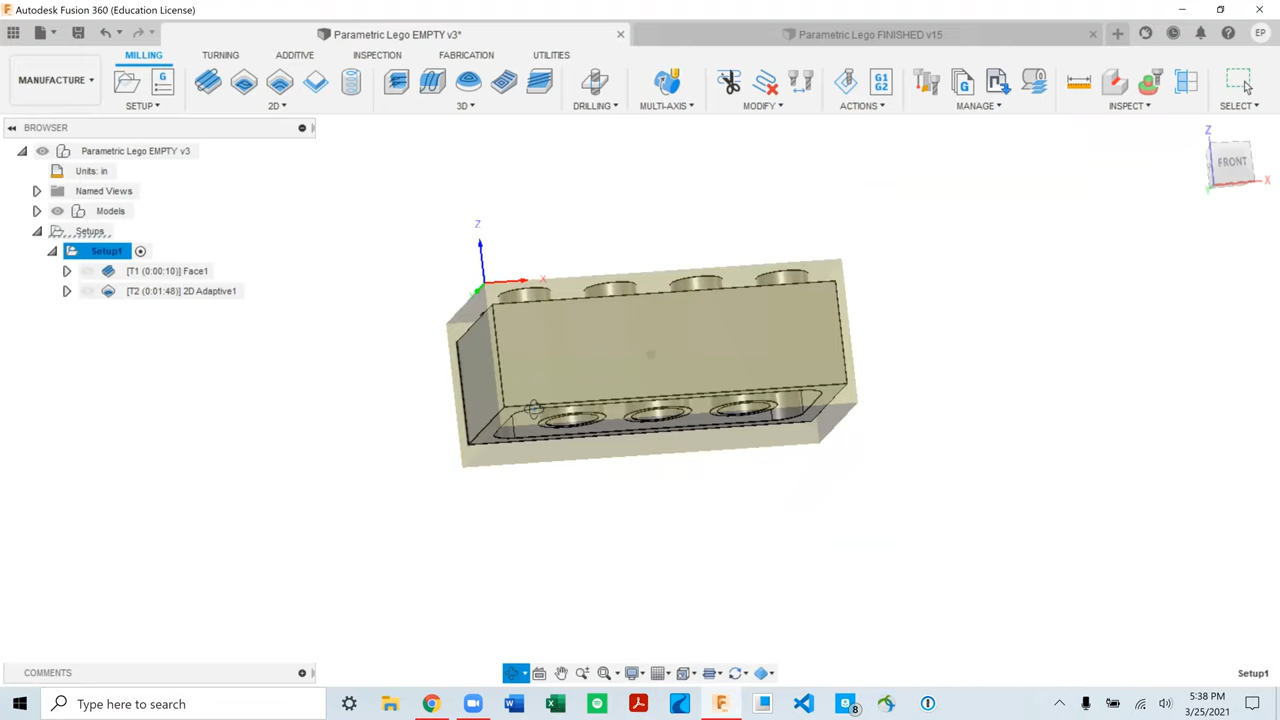 Autodesk Fusion 360 (Education License)
Parametric Lego EMPTY v3*
Parametric Lego FINISHED v15
EP
MILLING
TURNING
ADDITIVE
INSPECTION
FABRICATION
UTILITIES
MANUFACTURE
SETUP
2D
3D
DRILLING
MULTI-AXIS
MODIFY
ACTIONS
MANAGE
INSPECT
SELECT
G
G1
G2
G
BROWSER
Parametric Lego EMPTY v3
Units: in
Named Views
Models
Setups
Setup1
[T1 (0:00:10)] Face1
[T2 (0:01:48)] 2D Adaptive1
Z
X
Z
FRONT
X
Y
COMMENTS
Setup1
Type here to search
8
5:38 PM
3/25/2021